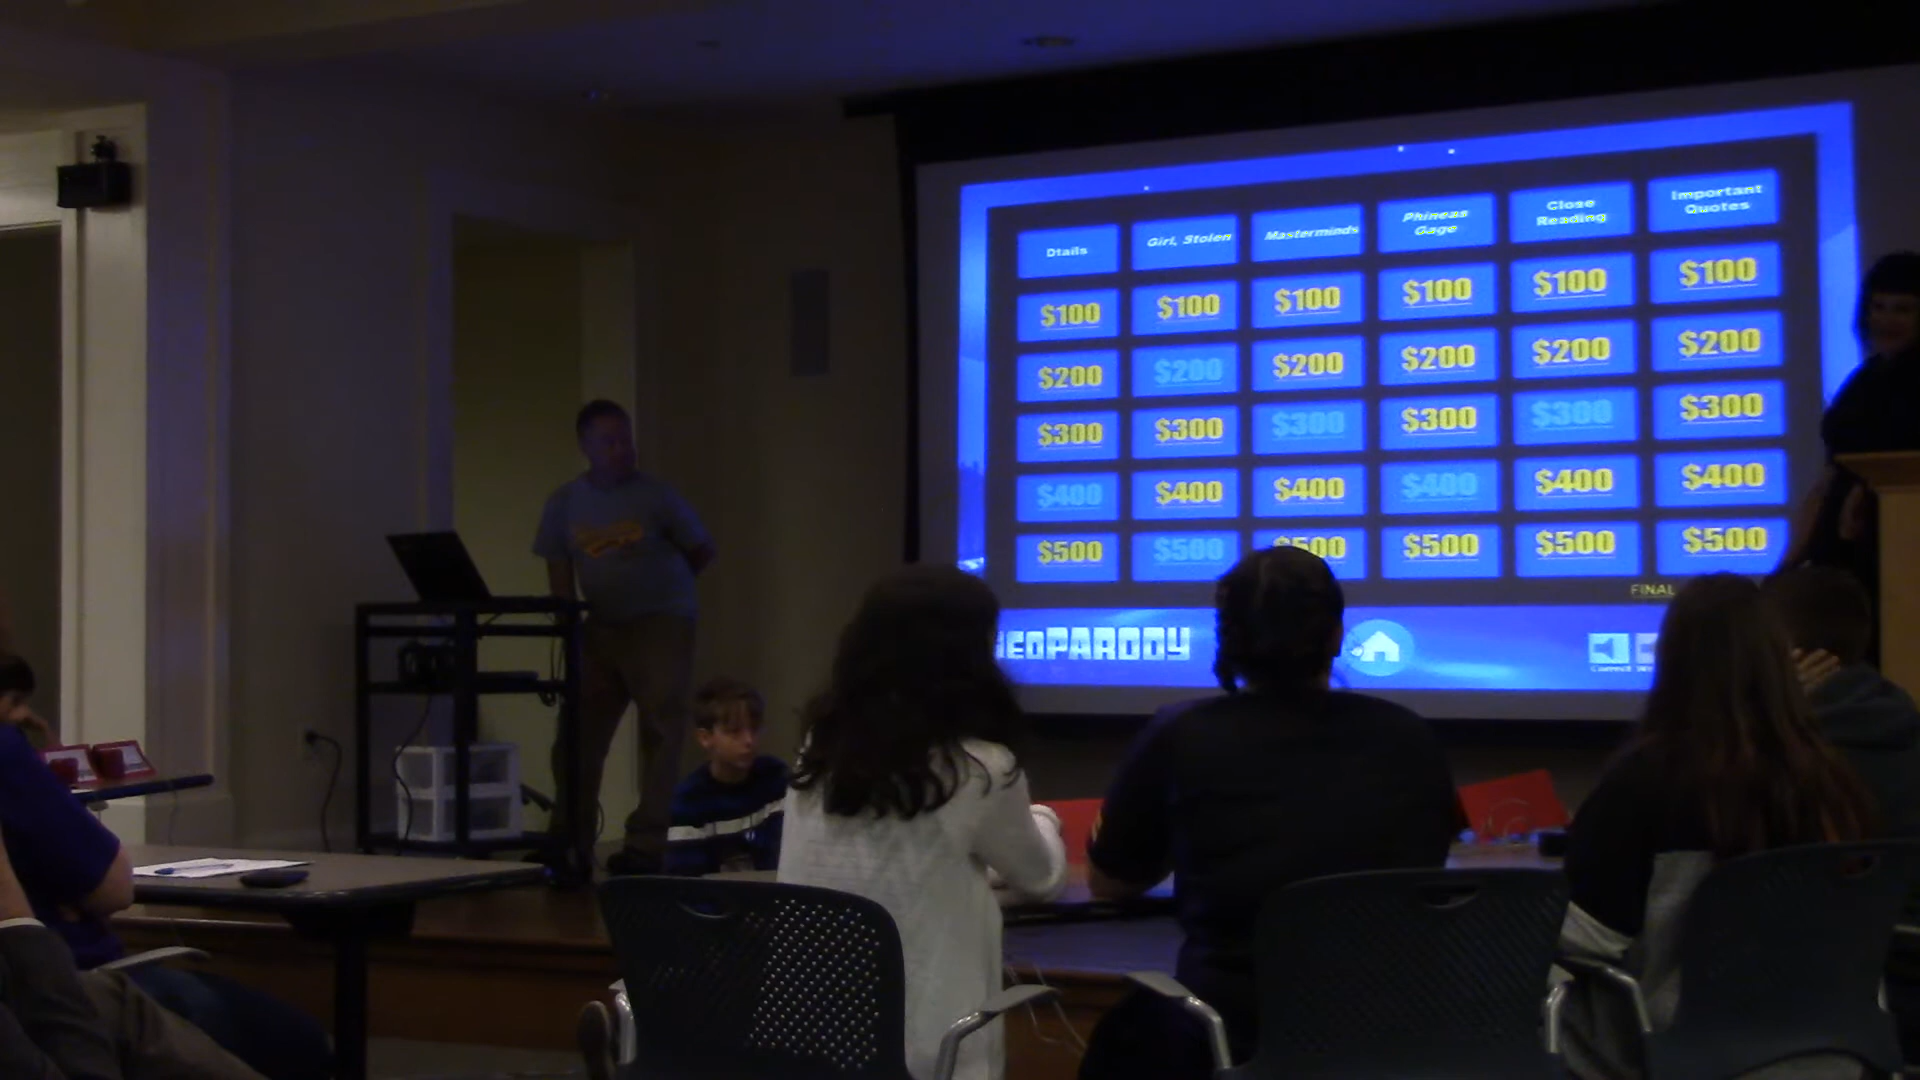 Dtails
Girl, Stolen
Masterminds
Phineas
Gage
Close
Reading
Important
Quotes
$100 $100 $100 $100 $100 $100
$200 $200 $200 $200 $200 $200
$300 $300 $300 $300 $300 $300
$400 $400 $400 $400 $400 $400
$500 $500 $500 $500 $500 $500
FINAL
JEOPARODY
Correct